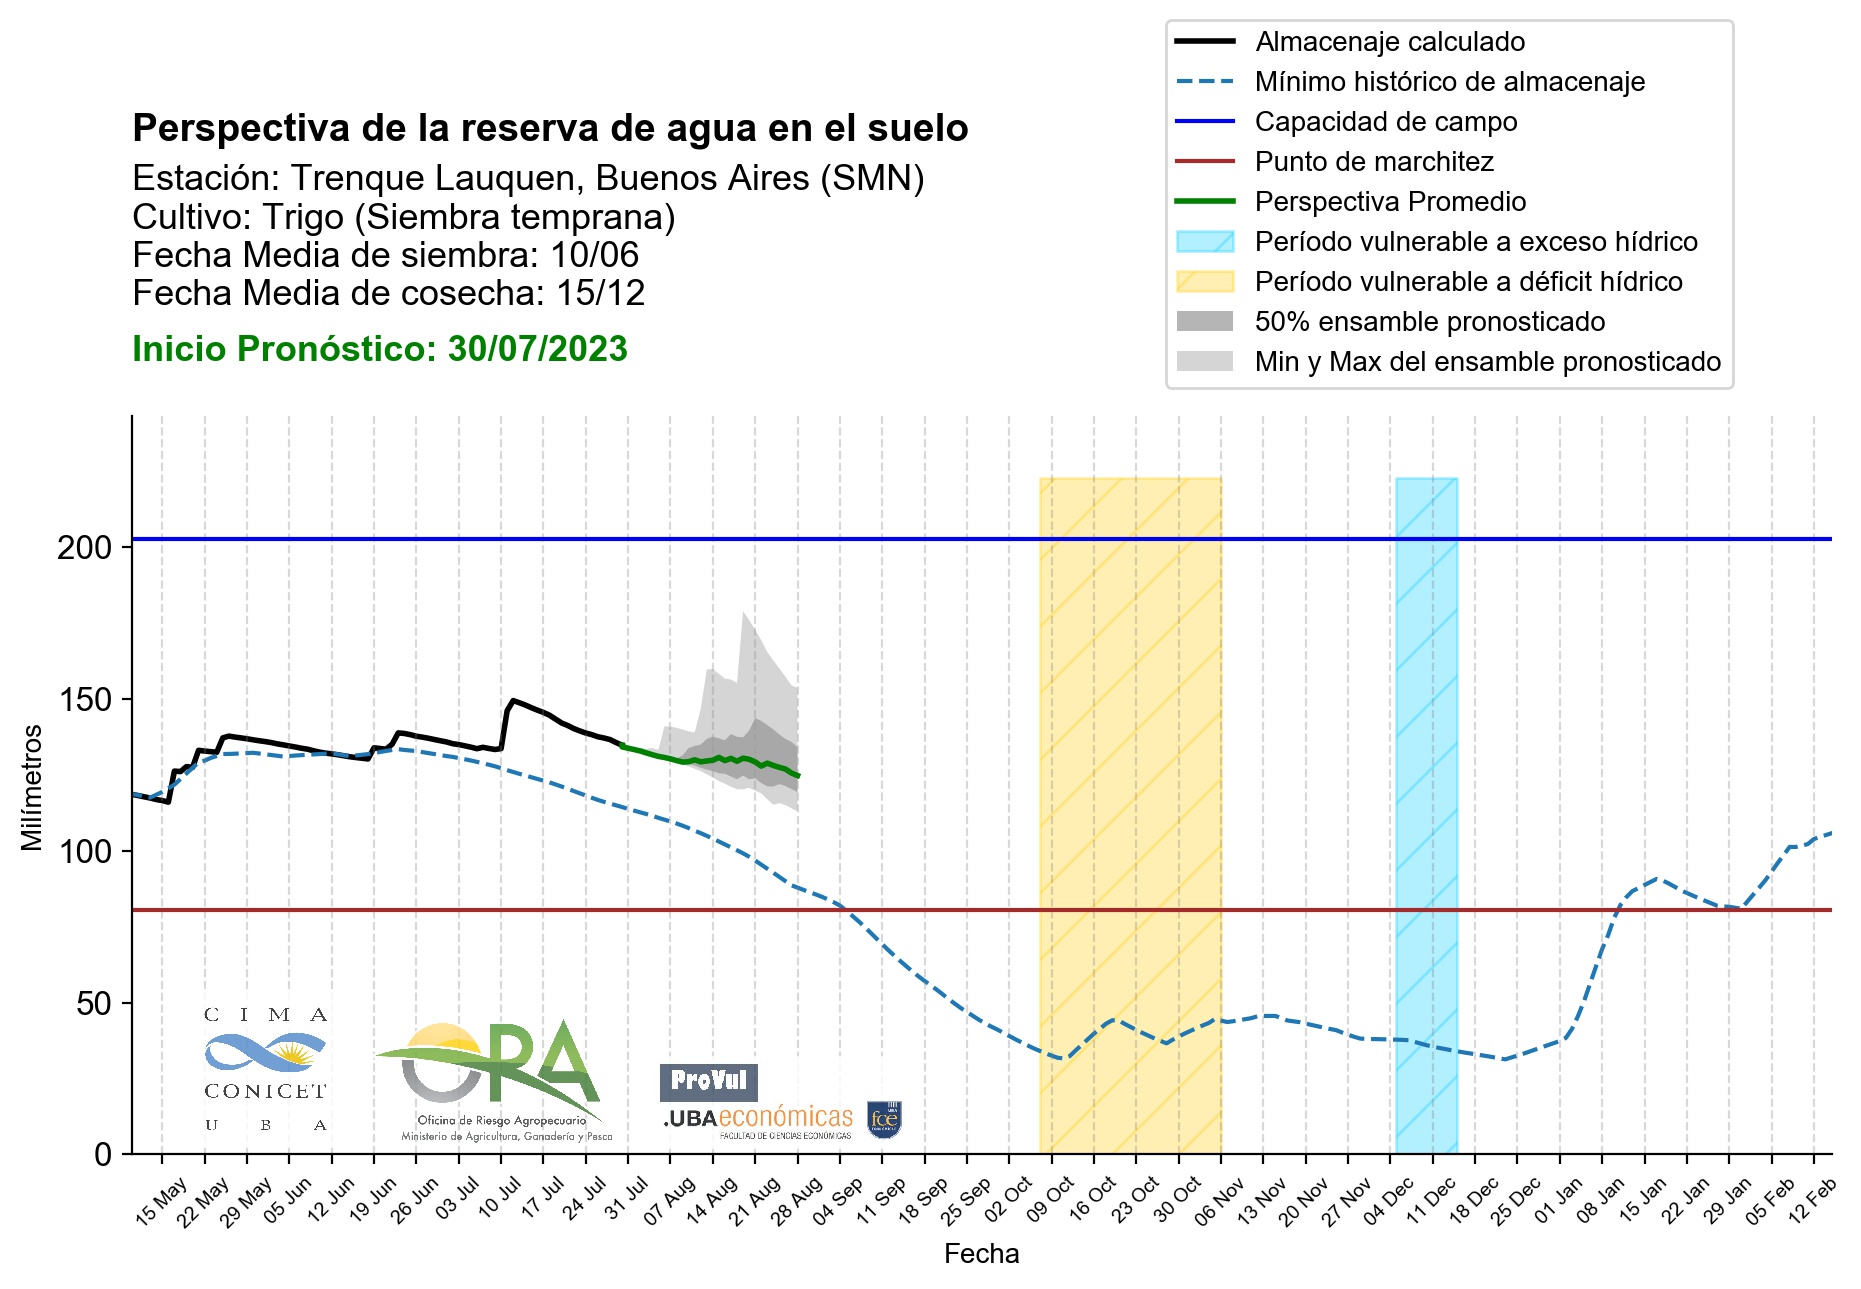 Almacenaje calculado
Mínimo histórico de almacenaje
Capacidad de campo
Punto de marchitez
Perspectiva Promedio
Período vulnerable a exceso hídrico
Período vulnerable a déficit hídrico
50% ensamble pronosticado
Min y Max del ensamble pronosticado
Perspectiva de la reserva de agua en el suelo
Estación: Trenque Lauquen, Buenos Aires (SMN)
Cultivo: Trigo (Siembra temprana)
Fecha Media de siembra: 10/06
Fecha Media de cosecha: 15/12
Inicio Pronóstico: 30/07/2023
Milímetros
200
150
100
50
0
CIMA
CONICET
UBA
ORA
Oficina de Riesgo Agropecuario
Ministerio de Agricultura, Ganadería y Pesca
ProVul
.UBAeconómicas
FACULTAD DE CIENCIAS ECONÓMICAS
UBA
fce
15 May
22 May
29 May
05 Jun
12 Jun
19 Jun
26 Jun
03 Jul
10 Jul
17 Jul
24 Jul
31 Jul
07 Aug
14 Aug
21 Aug
28 Aug
04 Sep
11 Sep
18 Sep
25 Sep
02 Oct
09 Oct
16 Oct
23 Oct
30 Oct
06 Nov
13 Nov
20 Nov
27 Nov
04 Dec
11 Dec
18 Dec
25 Dec
01 Jan
08 Jan
15 Jan
22 Jan
29 Jan
05 Feb
12 Feb
Fecha